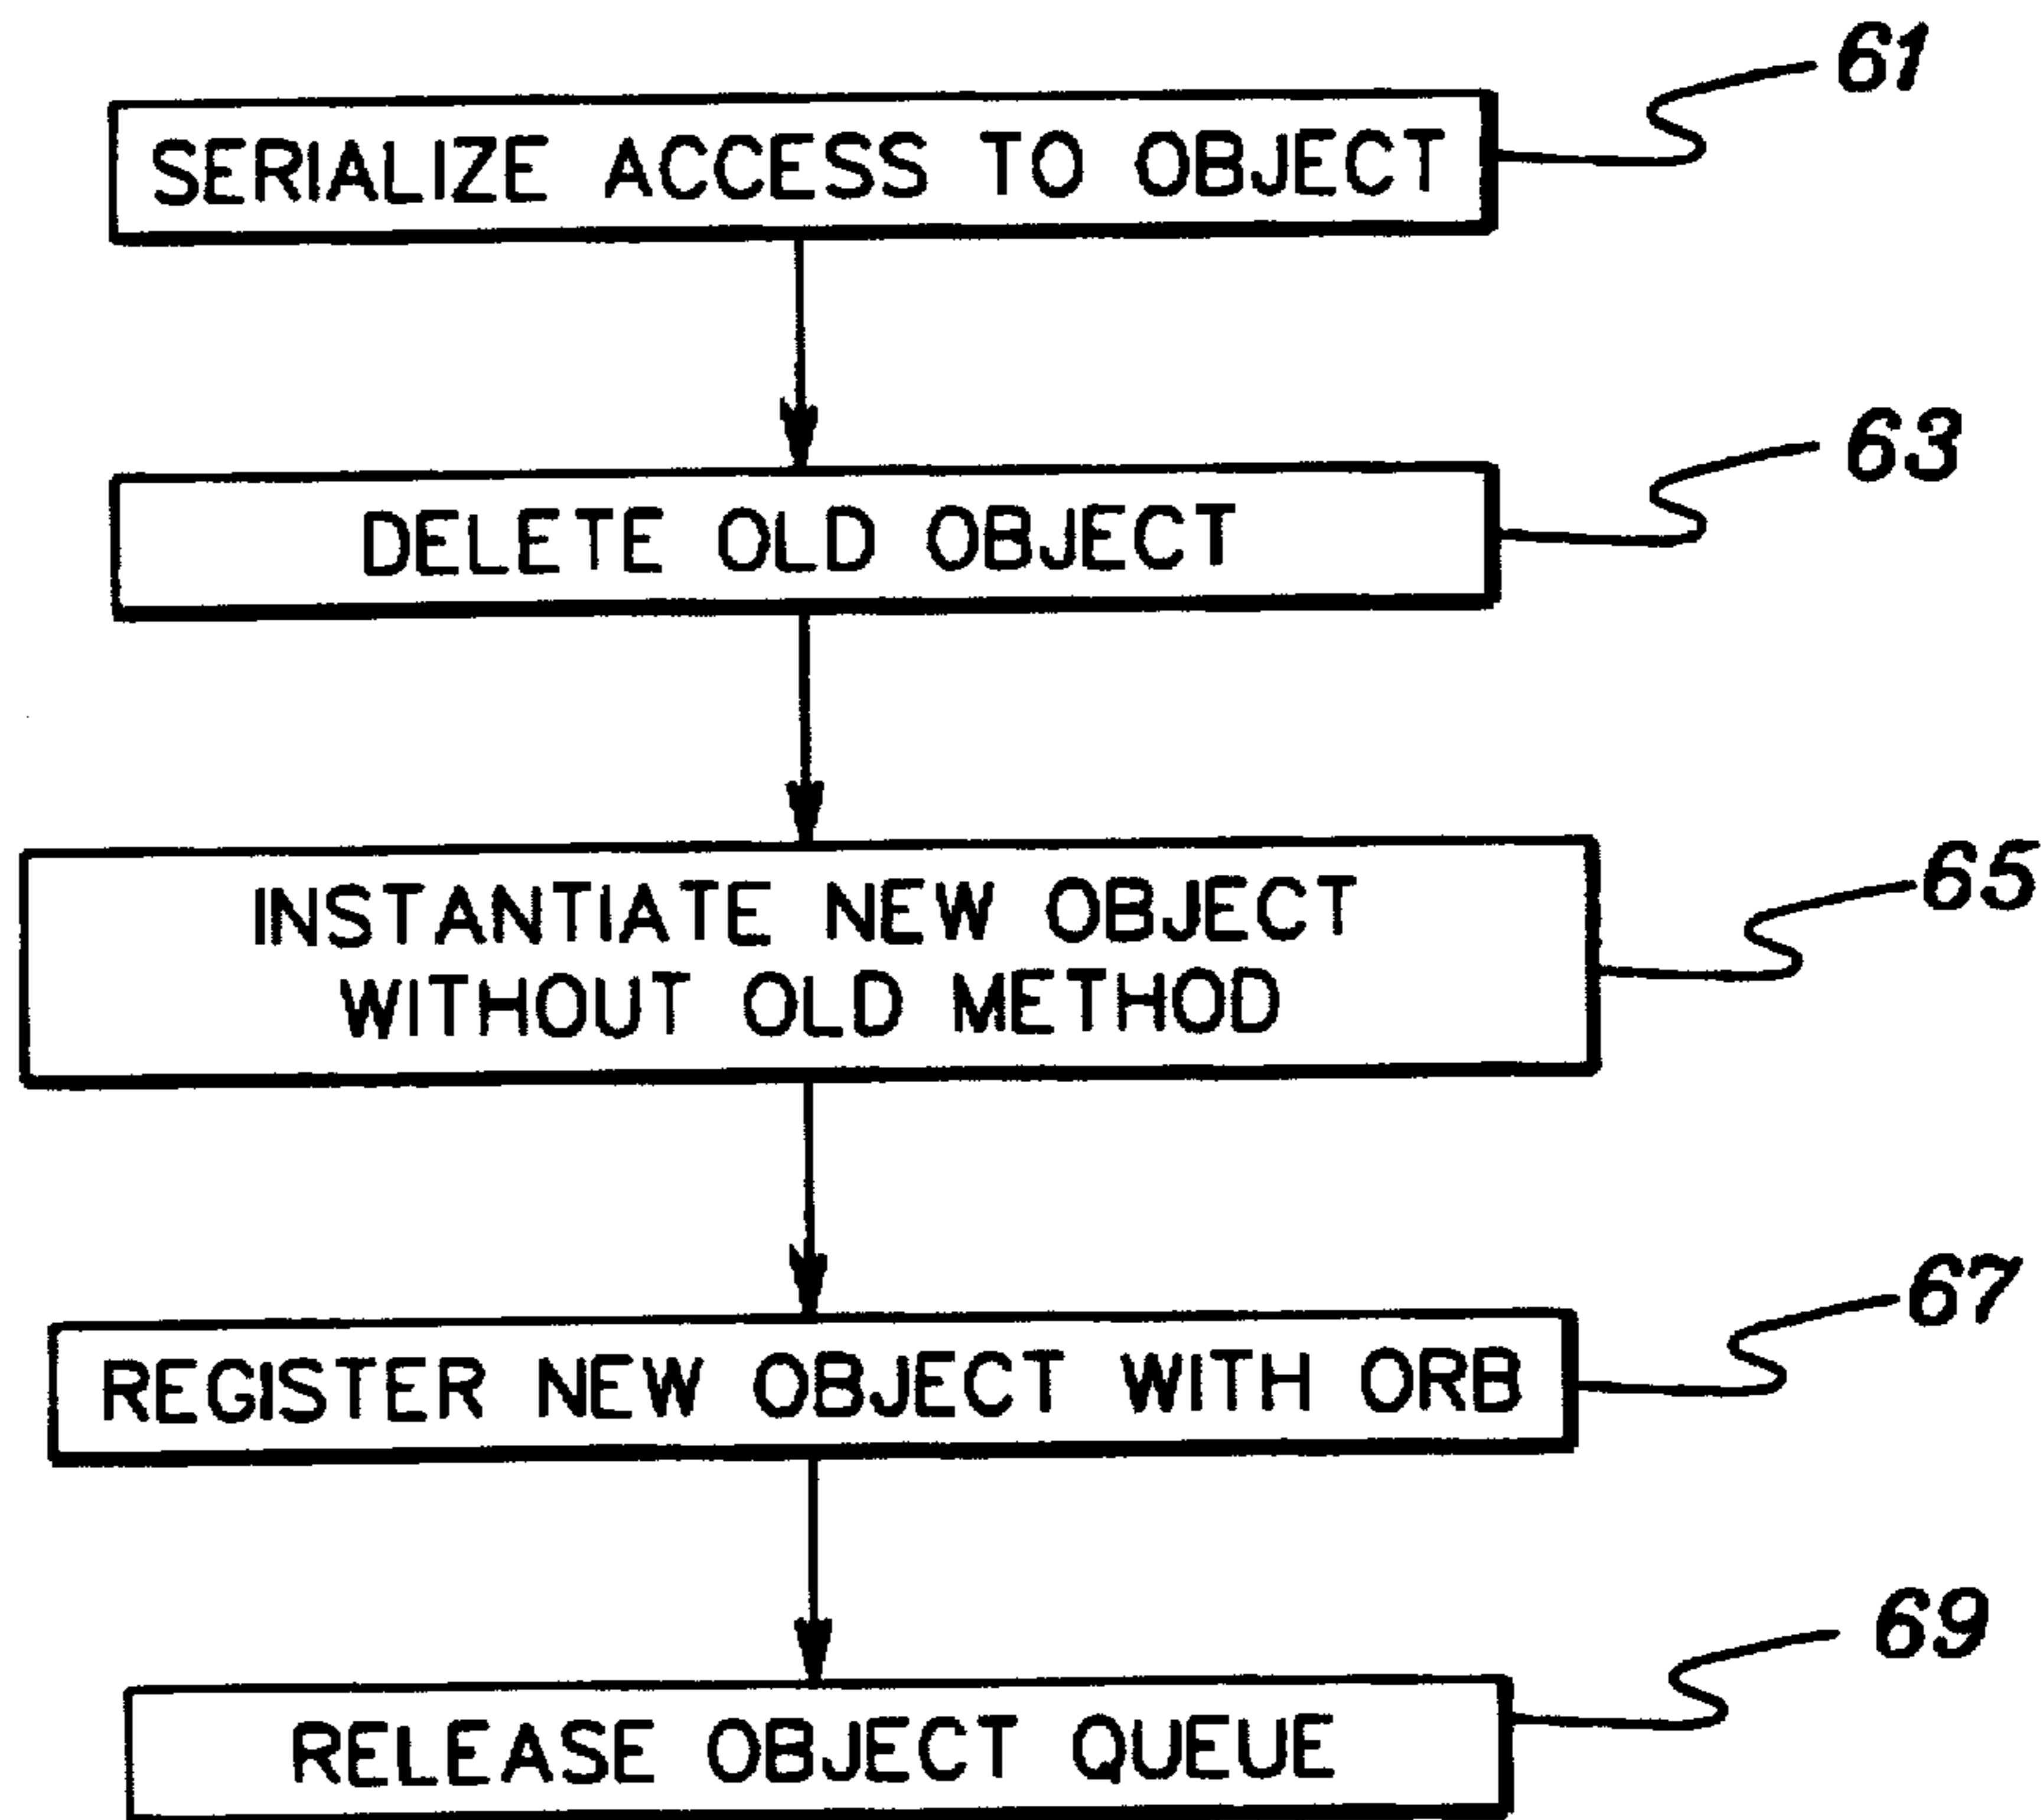 61
SERIALIZE ACCESS TO OBJECT
63
DELETE OLD OBJECT
65
INSTANTIATE NEW OBJECT
WITHOUT OLD METHOD
67
REGISTER NEW OBJECT WITH ORB
69
RELEASE OBJECT QUEUE